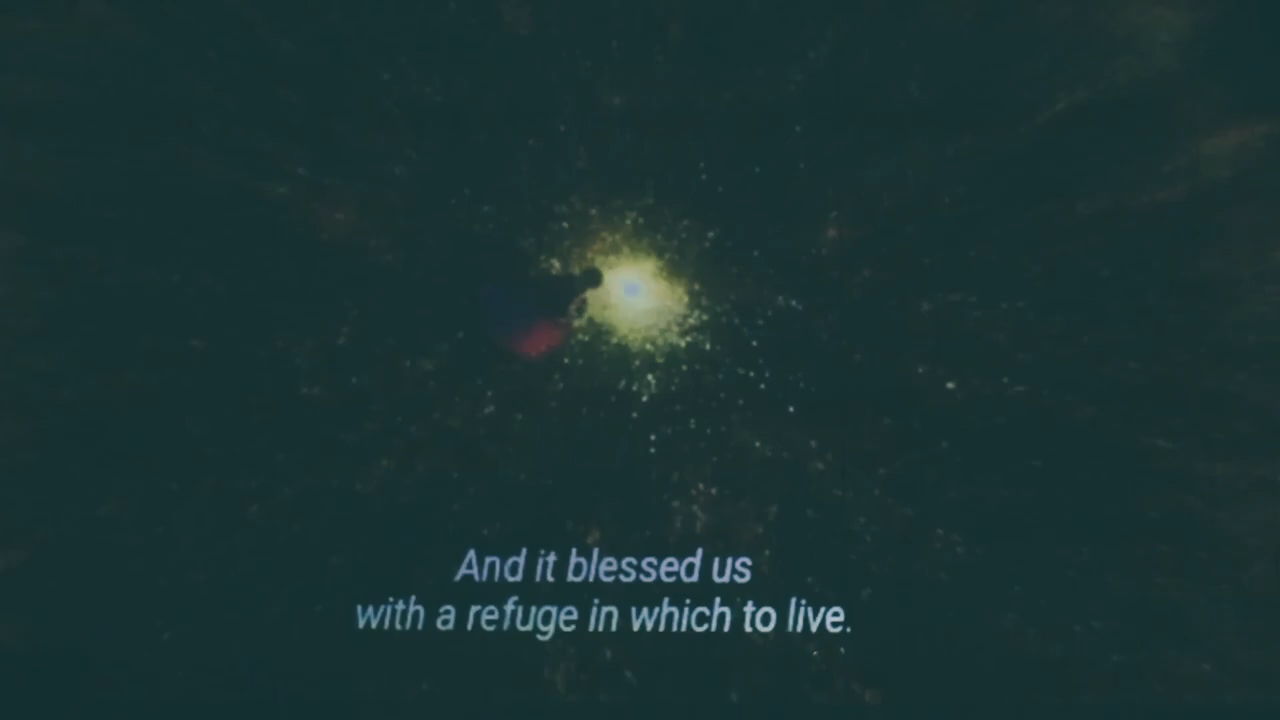 And it blessed us
with a refuge in which to live.